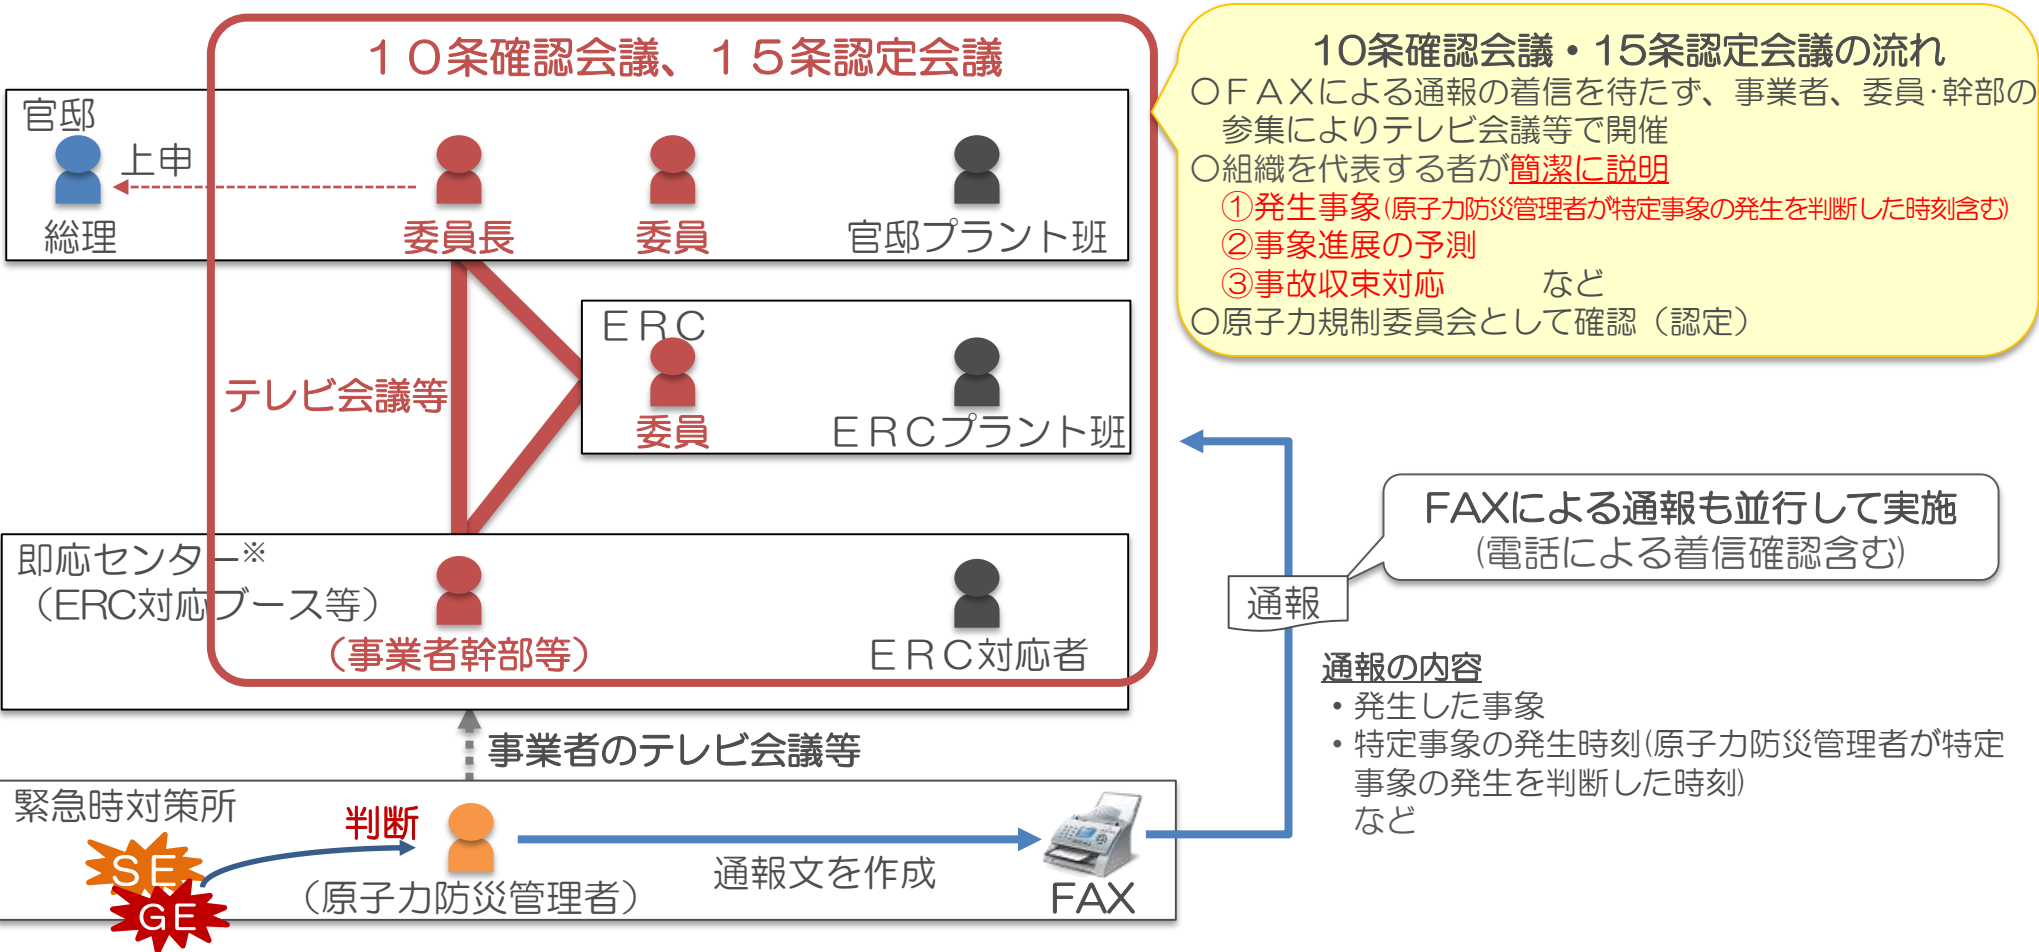 １０条確認会議、１５条認定会議
官邸
上申
総理
委員長
委員
官邸プラント班
ＥＲＣ
委員
ＥＲＣプラント班
テレビ会議等
即応センター※
（ERC対応ブース等）
（事業者幹部等）
ＥＲＣ対応者
事業者のテレビ会議等
緊急時対策所
SE
GE
判断
（原子力防災管理者）
通報文を作成
FAX
10条確認会議・15条認定会議の流れ
〇ＦＡＸによる通報の着信を待たず、事業者、委員・幹部の
参集によりテレビ会議等で開催
〇組織を代表する者が簡潔に説明
①発生事象(原子力防災管理者が特定事象の発生を判断した時刻含む)
②事象進展の予測
③事故収束対応　　　など
〇原子力規制委員会として確認（認定）
FAXによる通報も並行して実施
(電話による着信確認含む)
通報
通報の内容
・発生した事象
・特定事象の発生時刻(原子力防災管理者が特定
事象の発生を判断した時刻)
など